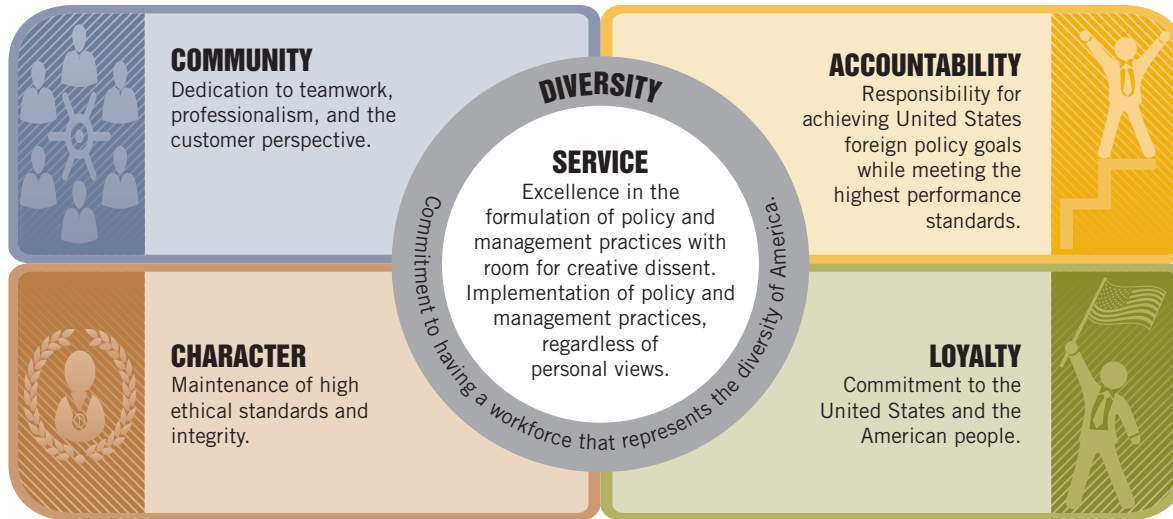 COMMUNITY
Dedication to teamwork,
professionalism, and the
customer perspective.
DIVERSITY
Commitment to having a workforce that represents the diversity of America.
SERVICE
Excellence in the
formulation of policy and
management practices with
room for creative dissent.
Implementation of policy and
management practices,
regardless of
personal views.
ACCOUNTABILITY
Responsibility for
achieving United States
foreign policy goals
while meeting the
highest performance
standards.
CHARACTER
Maintenance of high
ethical standards and
integrity.
LOYALTY
Commitment to the
United States and the
American people.